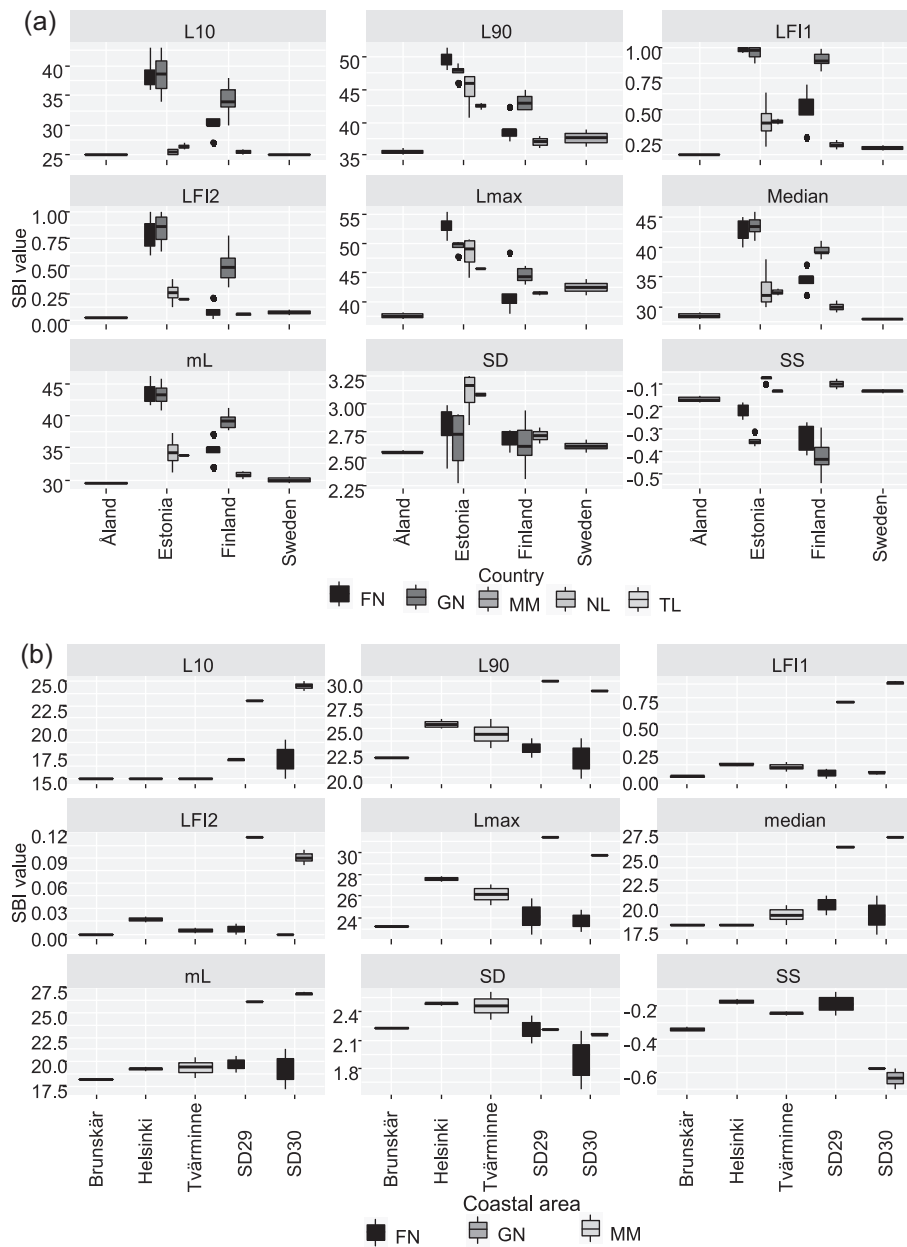 (a)
L10
L90
LFI1
40
35
30
25
50
45
40
35
1.00
0.75
0.50
0.25
LFI2
Lmax
Median
SBI value
1.00
0.75
0.50
0.25
0.00
55
50
45
40
45
40
35
30
mL
SD
SS
45
40
35
30
3.25
3.00
2.75
2.50
2.25
-0.1
-0.2
-0.3
-0.4
-0.5
Åland
Estonia
Finland
Sweden
Åland
Estonia
Finland
Sweden
Åland
Estonia
Finland
Sweden
Country
FN GN MM NL TL
(b)
L10
L90
LFI1
25.0
22.5
20.0
17.5
15.0
30.0
27.5
25.0
22.5
20.0
0.75
0.50
0.25
0.00
LFI2
Lmax
median
SBI value
0.12
0.09
0.06
0.03
0.00
30
28
26
24
27.5
25.0
22.5
20.0
17.5
mL
SD
SS
27.5
25.0
22.5
20.0
17.5
2.4
2.1
1.8
-0.2
-0.4
-0.6
Brunskär
Helsinki
Tvärminne
SD29
SD30
Brunskär
Helsinki
Tvärminne
SD29
SD30
Brunskär
Helsinki
Tvärminne
SD29
SD30
Coastal area
FN GN MM